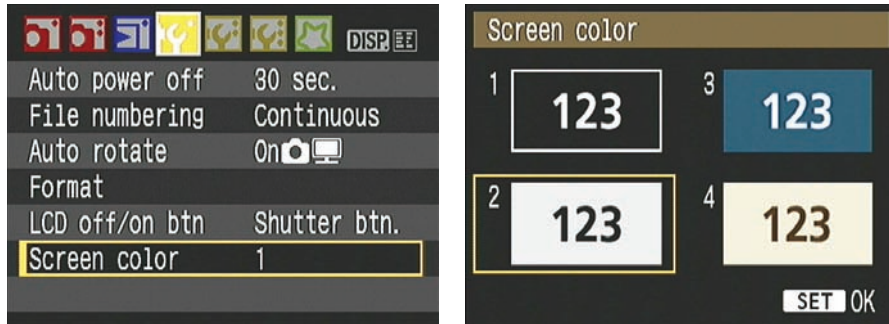 DISP.
Auto power off 30 sec.
File numbering Continuous
Auto rotate On
Format
LCD off/on btn Shutter btn.
Screen color 1
Screen color
1 123
3 123
2 123
4 123
SET OK